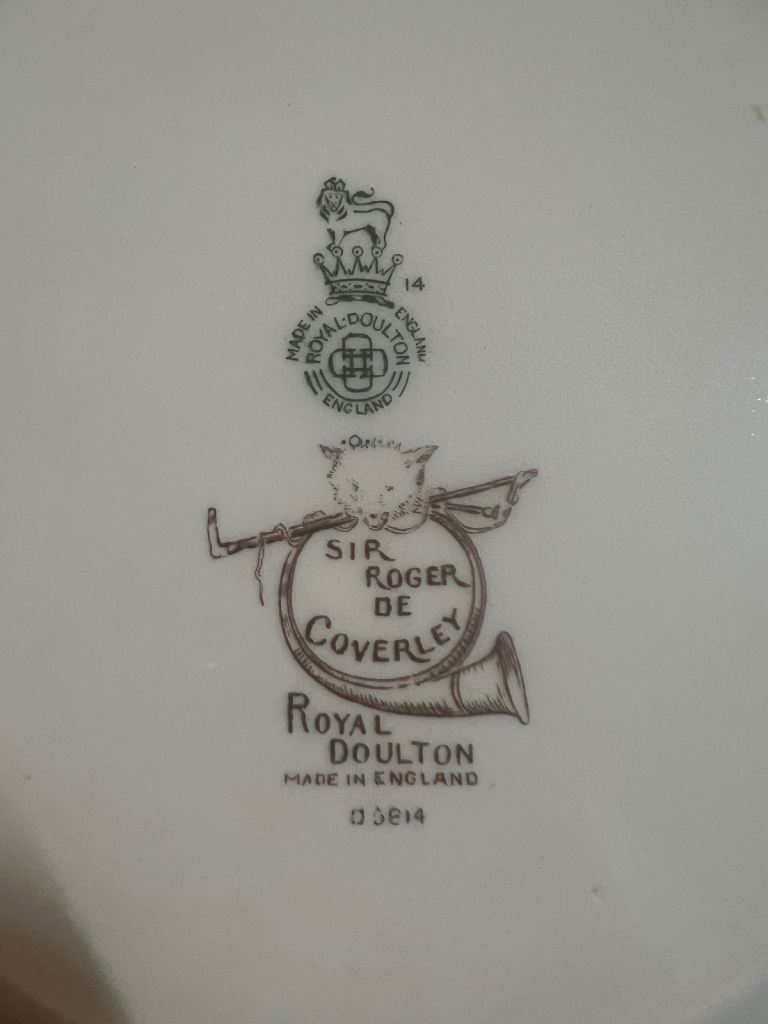 14
MADE IN ENGLAND
ROYAL·DOULTON
ENGLAND
SIR
ROGER
DE
COVERLEY
ROYAL
DOULTON
MADE IN ENGLAND
D5814